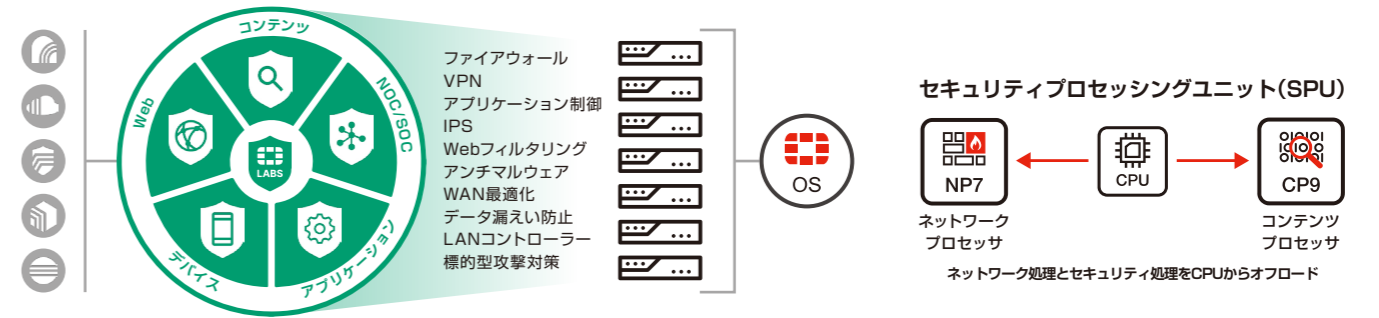 コンテンツ
Web
NOC/SOC
LABS
デバイス
アプリケーション
ファイアウォール
VPN
アプリケーション制御
IPS
Webフィルタリング
アンチマルウェア
WAN最適化
データ漏えい防止
LANコントローラー
標的型攻撃対策
OS
セキュリティプロセッシングユニット(SPU)
NP7
CPU
CP9
ネットワーク
プロセッサ
コンテンツ
プロセッサ
ネットワーク処理とセキュリティ処理をCPUからオフロード